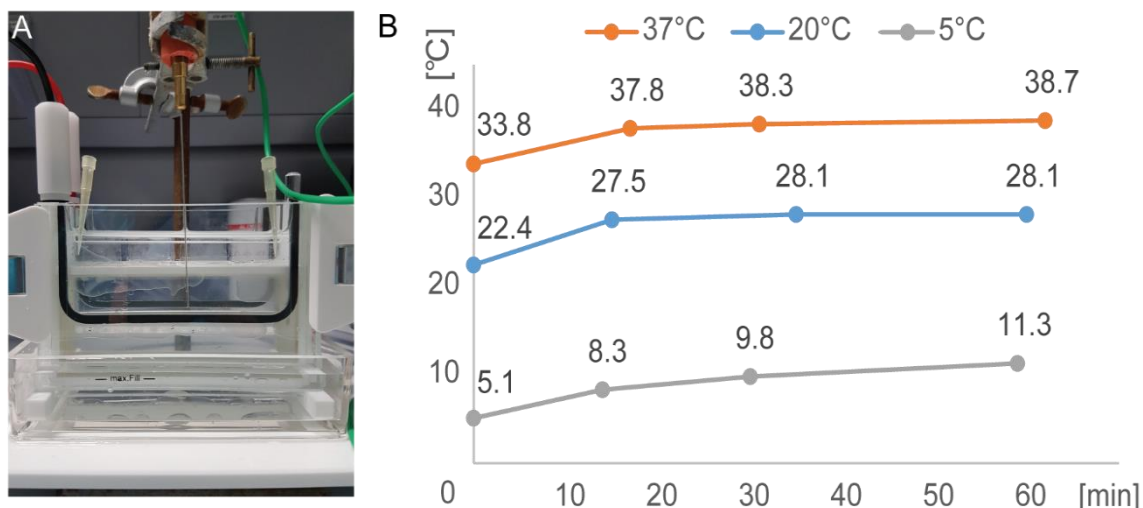 A
max.Fill
B
37°C 20°C 5°C
[°C]
40
30
20
10
0
33.8 37.8 38.3 38.7
22.4 27.5 28.1 28.1
5.1 8.3 9.8 11.3
10 20 30 40 50 60 [min]